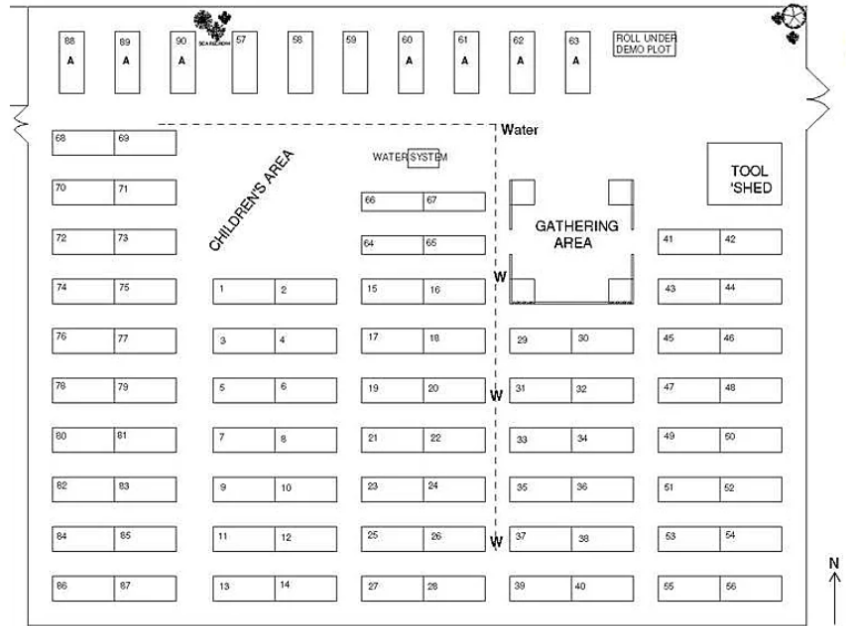 88 89 90 SCARECROW 57 58 59 60 61 62 63 ROLL UNDER
DEMO PLOT
A A A A A A A
Water
68 69
WATER SYSTEM
CHILDREN'S AREA
TOOL
'SHED
70 71
66 67
GATHERING
AREA
72 73
64 65
41 42
W
74 75 1 2 15 16 43 44
76 77 3 4 17 18 29 30 45 46
78 79 5 6 19 20 W 31 32 47 48
80 81 7 8 21 22 33 34 49 50
82 83 9 10 23 24 35 36 51 52
84 85 11 12 25 26 W 37 38 53 54
N
86 87 13 14 27 28 39 40 55 56